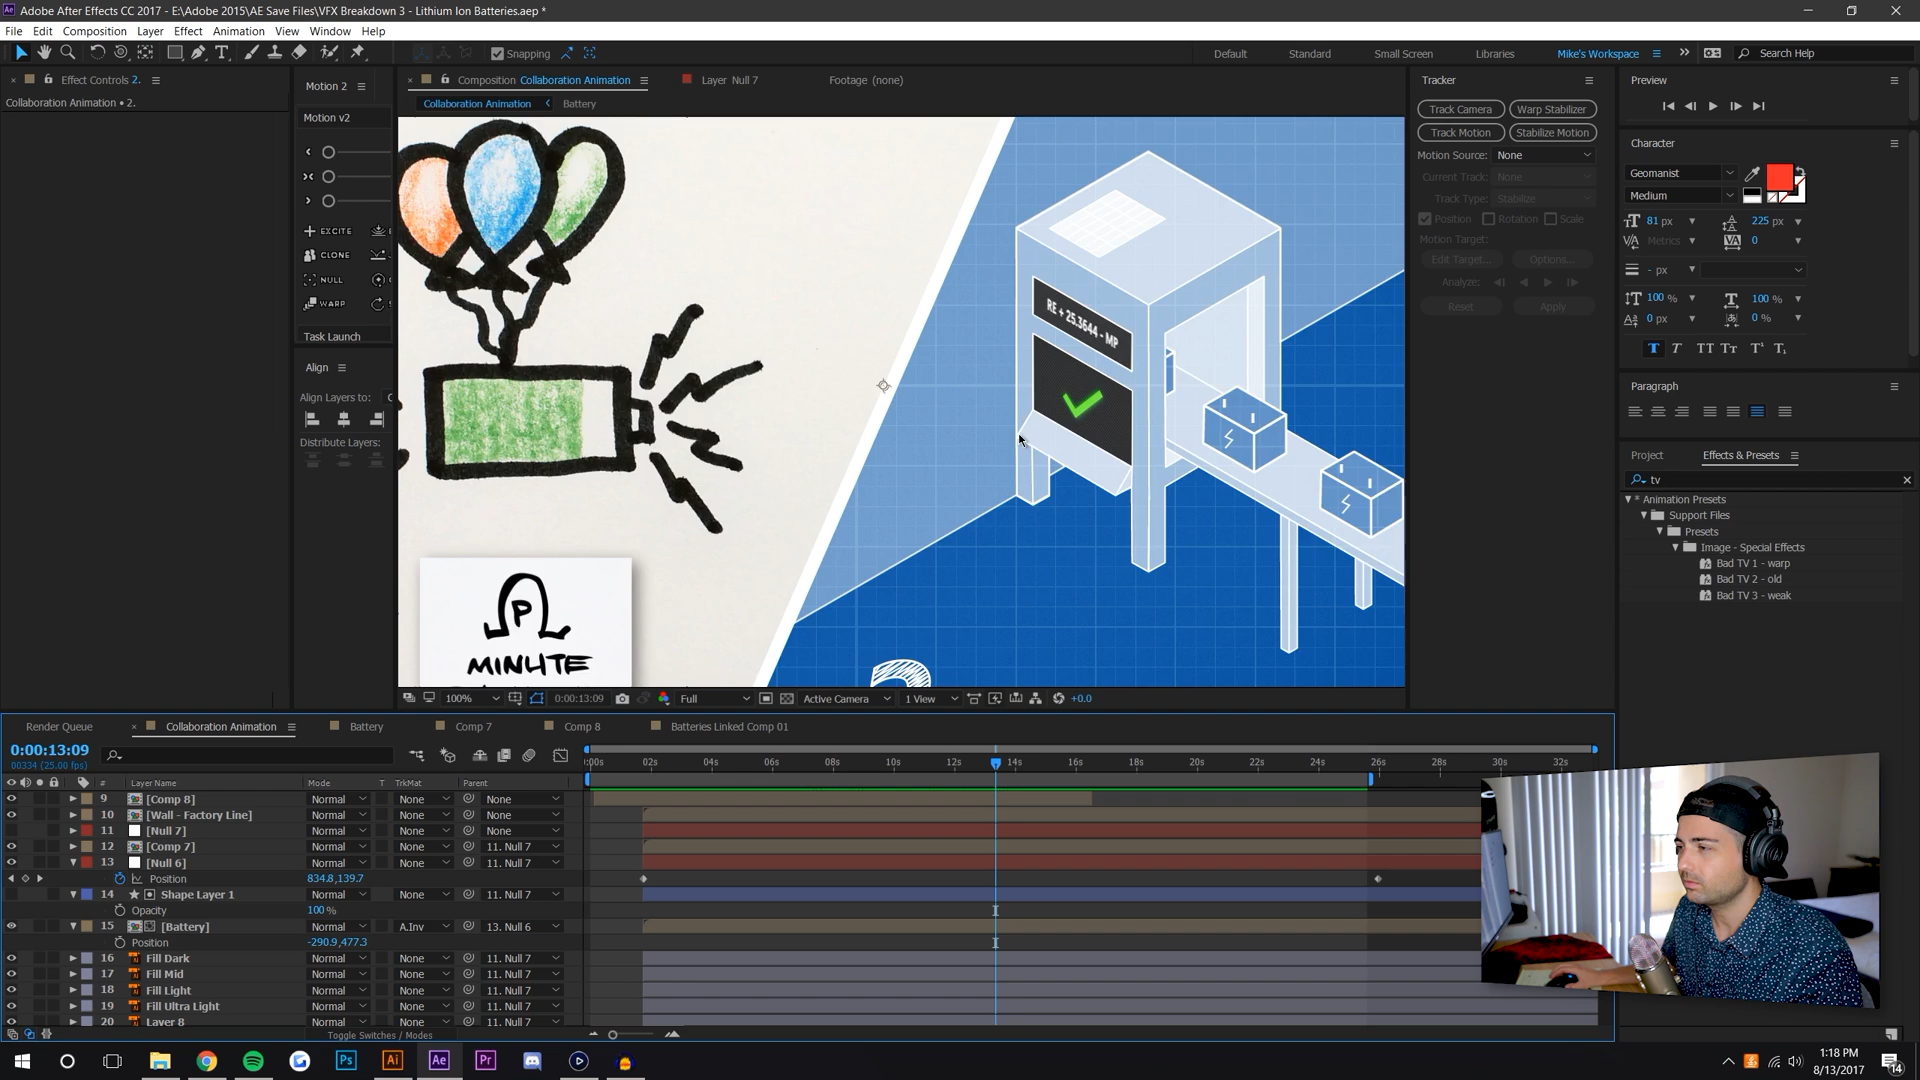 Adobe After Effects CC 2017 - E:\Adobe 2015\AE Save Files\VFX Breakdown 3 - Lithium Ion Batteries.aep *
File Edit Composition Layer Effect Animation View Window Help
Snapping
Default Standard Small Screen Libraries Mike's Workspace Search Help
Effect Controls 2.
Collaboration Animation • 2.
Motion 2
Motion v2
EXCITE
CLONE
NULL
WARP
Task Launch
Align
Align Layers to:
Distribute Layers:
Composition Collaboration Animation Layer Null 7 Footage (none)
Collaboration Animation Battery
RE + 25.3644 - MP
P
MINUTE
100% 0:00:13:09 Full Active Camera 1 View +0.0
Tracker
Track Camera Warp Stabilizer
Track Motion Stabilize Motion
Motion Source: None
Current Track: None
Track Type: Stabilize
Position Rotation Scale
Motion Target:
Edit Target... Options...
Analyze:
Reset Apply
Preview
Character
Geomanist
Medium
81 px 225 px
Metrics 0
- px
100 % 100 %
0 px 0 %
T T TT Tт T¹ T₁
Paragraph
Project Effects & Presets
tv
* Animation Presets
Support Files
Presets
Image - Special Effects
Bad TV 1 - warp
Bad TV 2 - old
Bad TV 3 - weak
Render Queue Collaboration Animation Battery Comp 7 Comp 8 Batteries Linked Comp 01
0:00:13:09
00334 (25.00 fps)
:00s 02s 04s 06s 08s 10s 12s 14s 16s 18s 20s 22s 24s 26s 28s 30s 32s
# Layer Name Mode T TrkMat Parent
9 [Comp 8] Normal None None
10 [Wall - Factory Line] Normal None None
11 [Null 7] Normal None None
12 [Comp 7] Normal None 11. Null 7
13 [Null 6] Normal None 11. Null 7
Position 834.8,139.7
14 Shape Layer 1 Normal None 11. Null 7
Opacity 100 %
15 [Battery] Normal A.Inv 13. Null 6
Position -290.9,477.3
16 Fill Dark Normal None 11. Null 7
17 Fill Mid Normal None 11. Null 7
18 Fill Light Normal None 11. Null 7
19 Fill Ultra Light Normal None 11. Null 7
20 Layer 8 Normal None 11. Null 7
Toggle Switches / Modes
Ps Ai Ae Pr
1:18 PM
8/13/2017
14